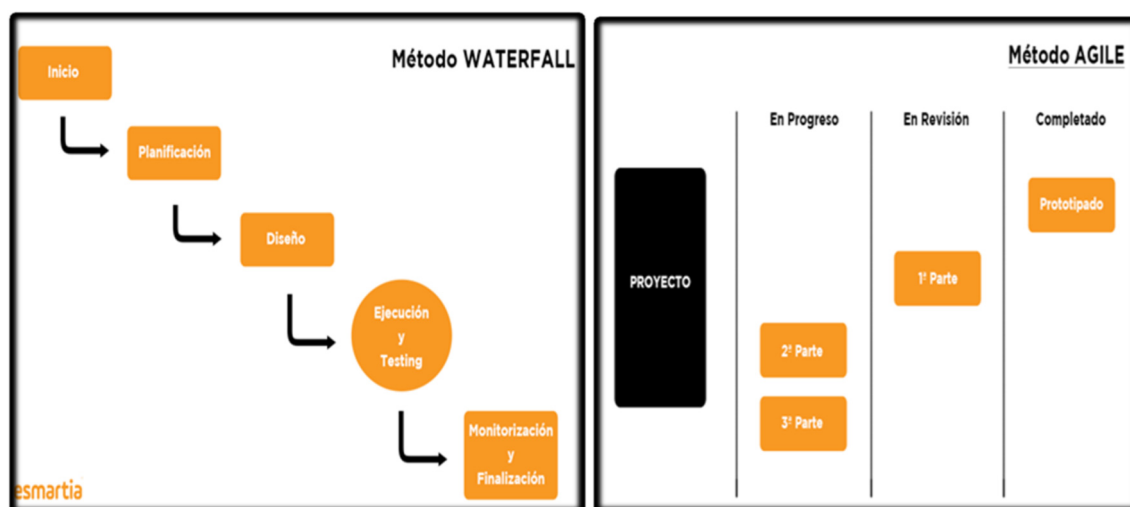 Método WATERFALL
Inicio
Planificación
Diseño
Ejecución
y
Testing
Monitorización
y
Finalización
esmartia
Método AGILE
En Progreso
En Revisión
Completado
Prototipado
1ª Parte
PROYECTO
2ª Parte
3ª Parte